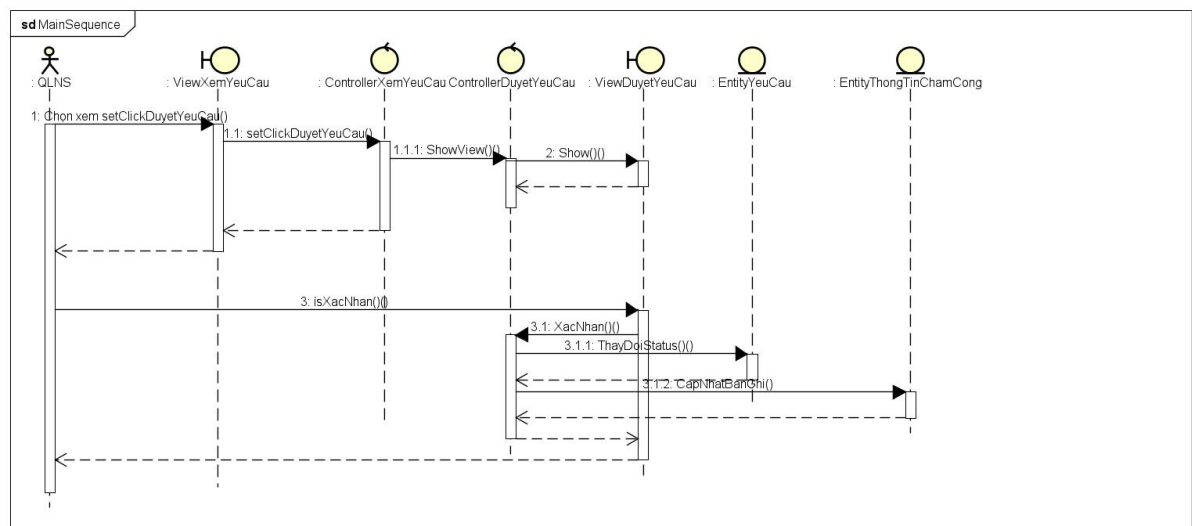 sd MainSequence
: QLNS
: ViewXemYeuCau
: ControllerXemYeuCau
ControllerDuyetYeuCau
: ViewDuyetYeuCau
: EntityYeuCau
: EntityThongTinChamCong
1: Chon xem setClickDuyetYeuCau()
1.1: setClickDuyetYeuCau()
1.1.1: ShowView()()
2: Show()()
3: isXacNhan()()
3.1: XacNhan()()
3.1.1: ThayDoiStatus()()
3.1.2: CapNhatBanGhi()